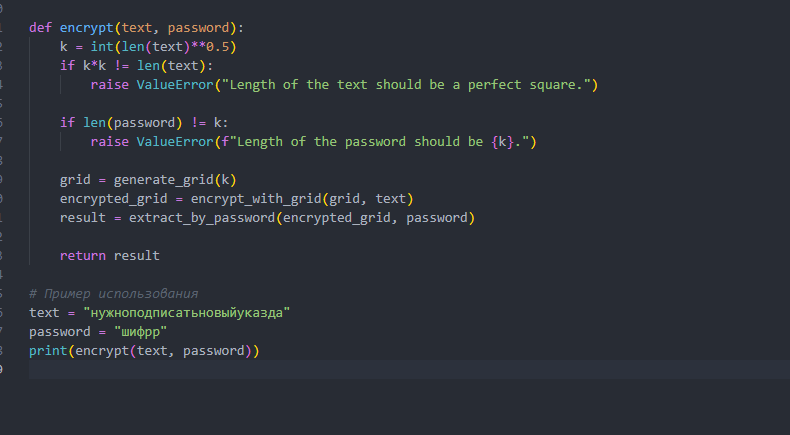 def encrypt(text, password):
    k = int(len(text)**0.5)
    if k*k != len(text):
        raise ValueError("Length of the text should be a perfect square.")
    if len(password) != k:
        raise ValueError(f"Length of the password should be {k}.")
    grid = generate_grid(k)
    encrypted_grid = encrypt_with_grid(grid, text)
    result = extract_by_password(encrypted_grid, password)
    return result
# Пример использования
text = "нужноподписатьновыйуказда"
password = "шифрр"
print(encrypt(text, password))